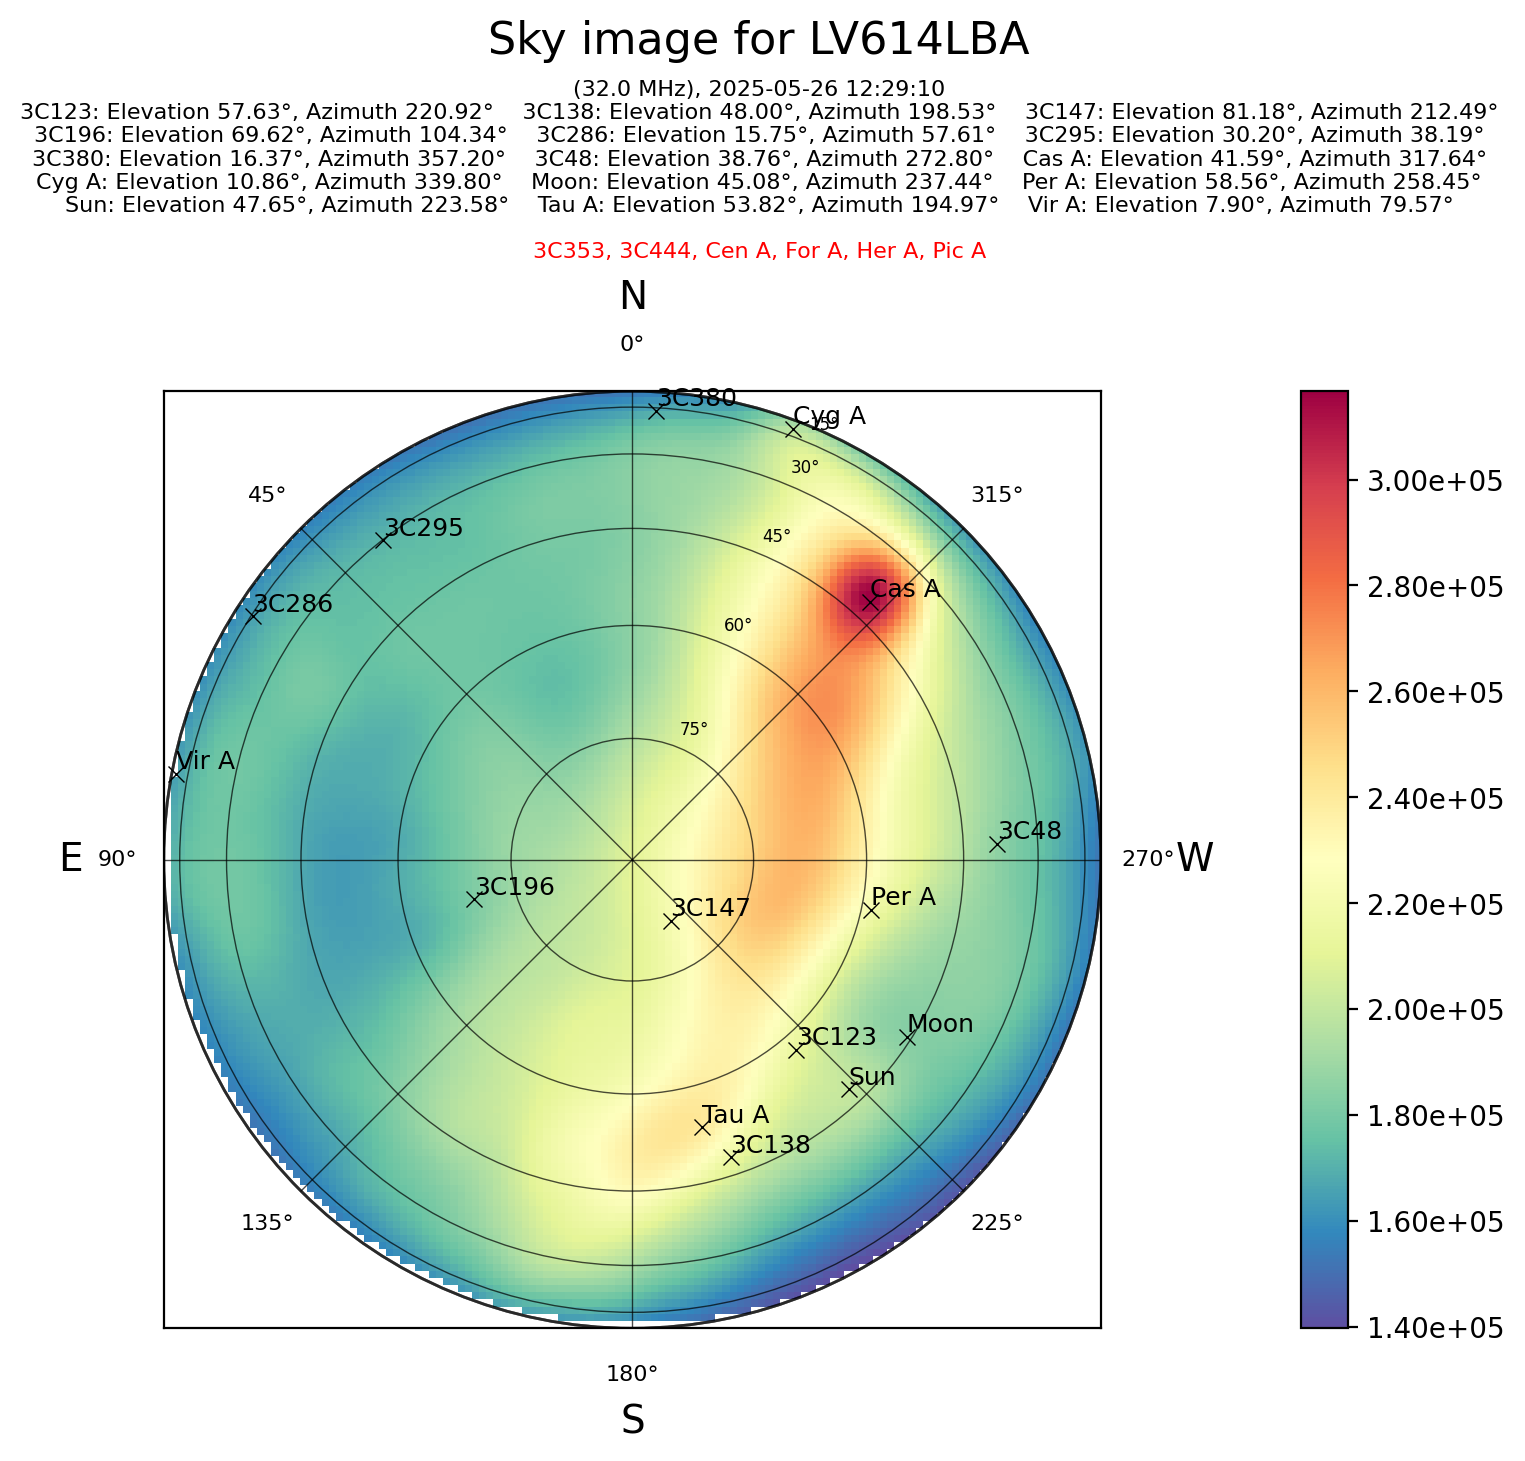 Sky image for LV614LBA
(32.0 MHz), 2025-05-26 12:29:10
3C123: Elevation 57.63°, Azimuth 220.92° 3C138: Elevation 48.00°, Azimuth 198.53° 3C147: Elevation 81.18°, Azimuth 212.49°
3C196: Elevation 69.62°, Azimuth 104.34° 3C286: Elevation 15.75°, Azimuth 57.61° 3C295: Elevation 30.20°, Azimuth 38.19°
3C380: Elevation 16.37°, Azimuth 357.20° 3C48: Elevation 38.76°, Azimuth 272.80° Cas A: Elevation 41.59°, Azimuth 317.64°
Cyg A: Elevation 10.86°, Azimuth 339.80° Moon: Elevation 45.08°, Azimuth 237.44° Per A: Elevation 58.56°, Azimuth 258.45°
Sun: Elevation 47.65°, Azimuth 223.58° Tau A: Elevation 53.82°, Azimuth 194.97° Vir A: Elevation 7.90°, Azimuth 79.57°
3C353, 3C444, Cen A, For A, Her A, Pic A
N
0°
3C380
Cyg A
15°
30°
45°
315°
3C295
45°
3C286
Cas A
60°
75°
Vir A
3C48
E 90°
270° W
3C196
Per A
3C147
Moon
3C123
Sun
Tau A
3C138
135°
225°
180°
S
3.00e+05
2.80e+05
2.60e+05
2.40e+05
2.20e+05
2.00e+05
1.80e+05
1.60e+05
1.40e+05